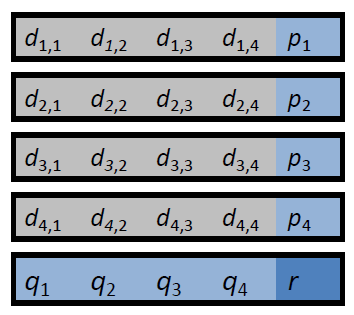 d1,1 d1,2 d1,3 d1,4 p1
d2,1 d2,2 d2,3 d2,4 p2
d3,1 d3,2 d3,3 d3,4 p3
d4,1 d4,2 d4,3 d4,4 p4
q1 q2 q3 q4 r